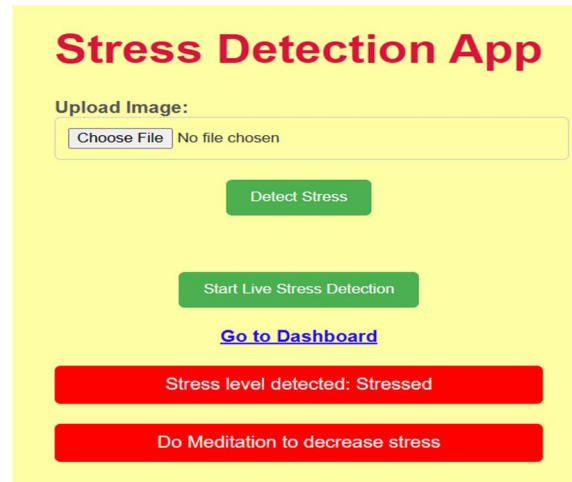 Stress Detection App
Upload Image:
Choose File No file chosen
Detect Stress
Start Live Stress Detection
Go to Dashboard
Stress level detected: Stressed
Do Meditation to decrease stress